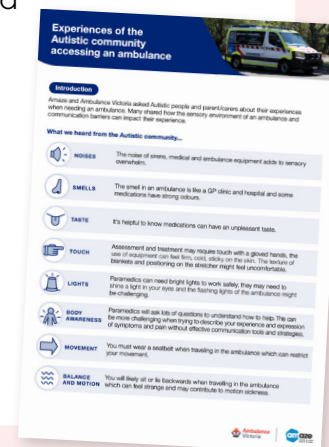 Experiences of the
Autistic community
accessing an ambulance
Introduction
Amaze and Ambulance Victoria asked Autistic people and parent/carers about their experiences
when needing an ambulance. Many shared how the sensory environment of an ambulance and
communication barriers can impact their experience.
What we heard from the Autistic community...
NOISES
The noise of sirens, medical and ambulance equipment adds to sensory
overwhelm.
SMELLS
The smell in an ambulance is like a GP clinic and hospital and some
medications have strong odours.
TASTE
It's helpful to know medications can have an unpleasant taste.
TOUCH
Assessment and treatment may require touch with a gloved hands, the
use of equipment can feel firm, cold, sticky on the skin. The texture of
blankets and positioning on the stretcher might feel uncomfortable.
LIGHTS
Paramedics can need bright lights to work safely, they may need to
shine a light in your eyes and the flashing lights of the ambulance might
be challenging.
BODY
AWARENESS
Paramedics will ask lots of questions to understand how to help. This can
be more challenging when trying to describe your experience and expression
of symptoms and pain without effective communication tools and strategies.
MOVEMENT
You must wear a seatbelt when traveling in the ambulance which can restrict
your movement.
BALANCE
AND MOTION
You will likely sit or lie backwards when travelling in the ambulance
which can feel strange and may contribute to motion sickness.
Ambulance
Victoria
amaze